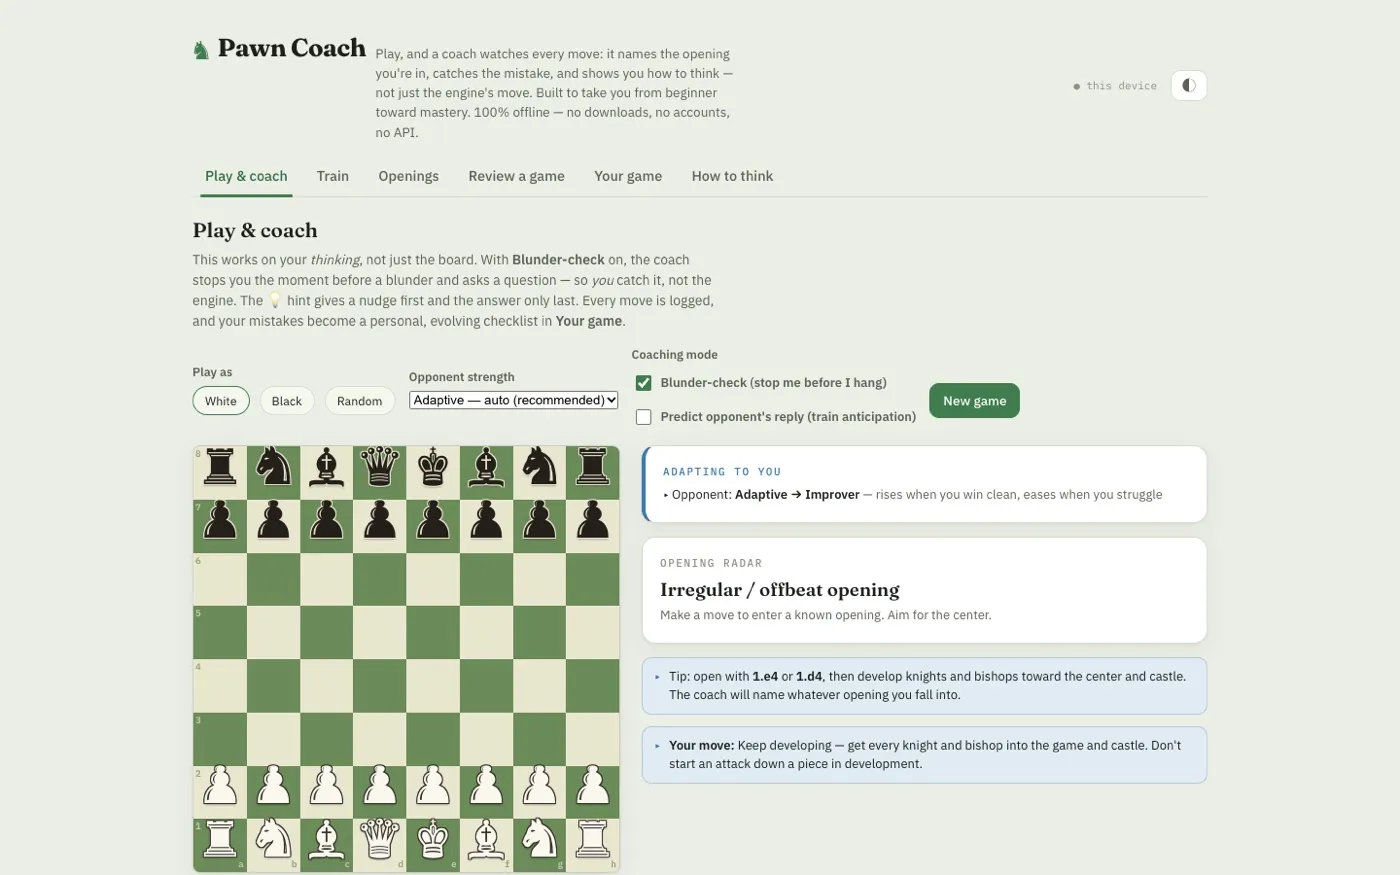 Pawn Coach
Play, and a coach watches every move: it names the opening
you're in, catches the mistake, and shows you how to think —
not just the engine's move. Built to take you from beginner
toward mastery. 100% offline — no downloads, no accounts,
no API.
this device
Play & coach Train Openings Review a game Your game How to think
Play & coach
This works on your thinking, not just the board. With Blunder-check on, the coach
stops you the moment before a blunder and asks a question — so you catch it, not the
engine. The 💡 hint gives a nudge first and the answer only last. Every move is logged,
and your mistakes become a personal, evolving checklist in Your game.
Play as
White Black Random
Opponent strength
Adaptive — auto (recommended)
Coaching mode
Blunder-check (stop me before I hang)
Predict opponent's reply (train anticipation)
New game
8
7
6
5
4
3
2
1
a b c d e f g h
ADAPTING TO YOU
▸ Opponent: Adaptive → Improver — rises when you win clean, eases when you struggle
OPENING RADAR
Irregular / offbeat opening
Make a move to enter a known opening. Aim for the center.
▸ Tip: open with 1.e4 or 1.d4, then develop knights and bishops toward the center and castle.
The coach will name whatever opening you fall into.
▸ Your move: Keep developing — get every knight and bishop into the game and castle. Don't
start an attack down a piece in development.